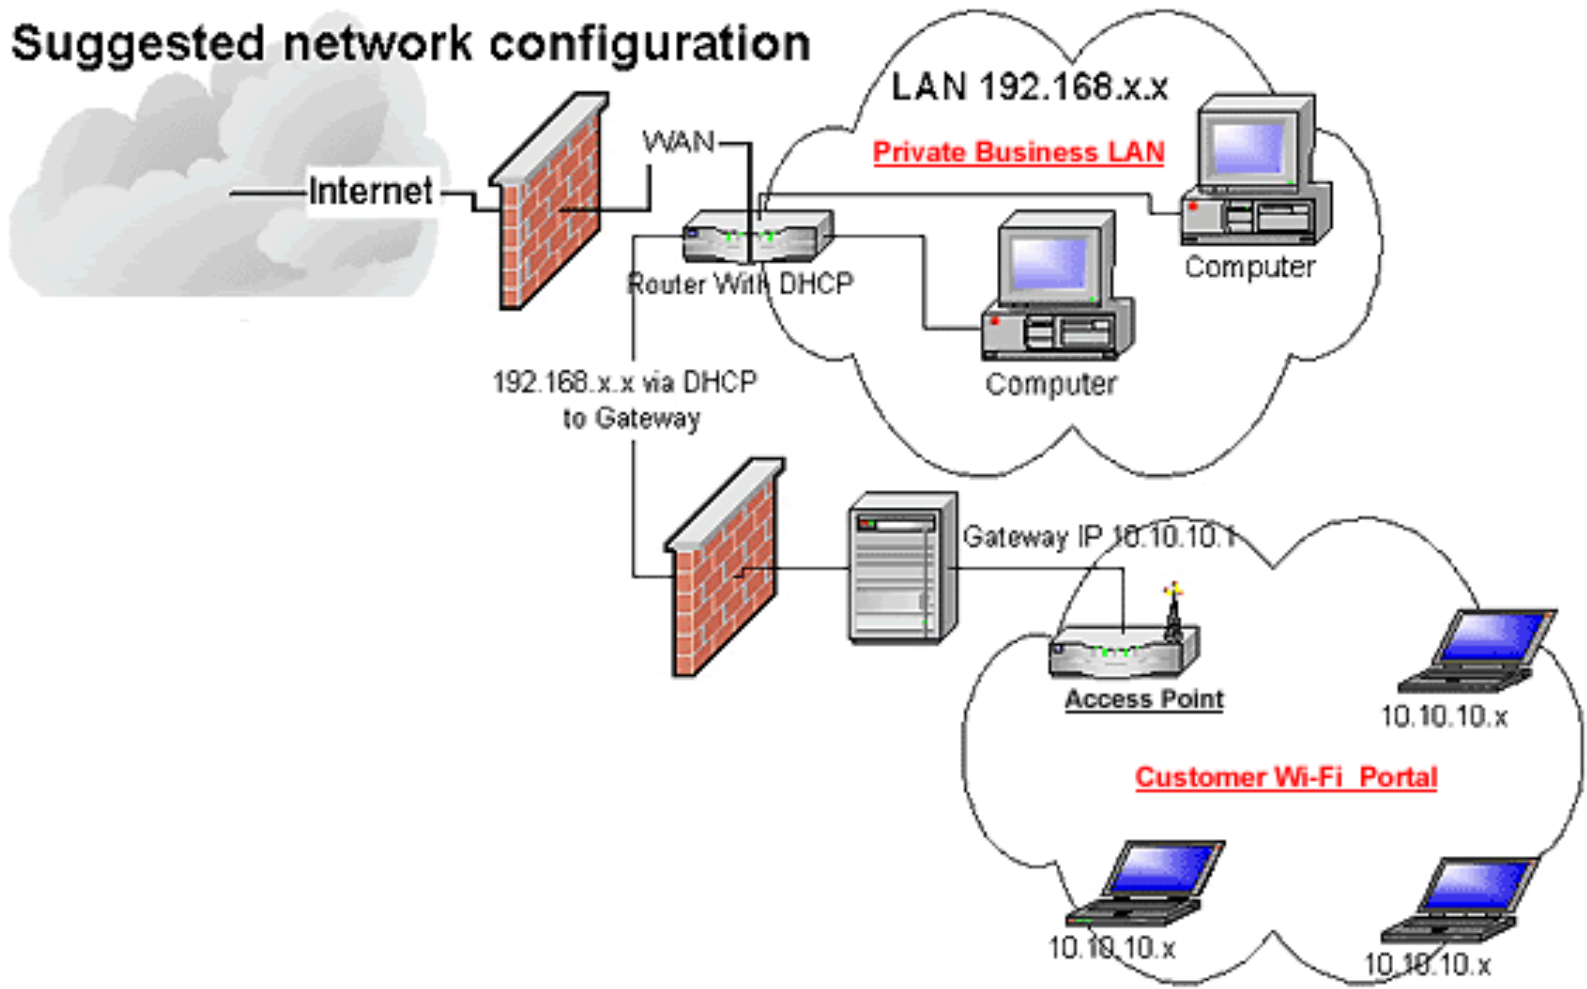 Suggested network configuration
LAN 192.168.x.x
WAN
Private Business LAN
Internet
Computer
Router With DHCP
192.168.x.x via DHCP
to Gateway
Computer
Gateway IP 10.10.10.1
Access Point
10.10.10.x
Customer Wi-Fi Portal
10.10.10.x
10.10.10.x